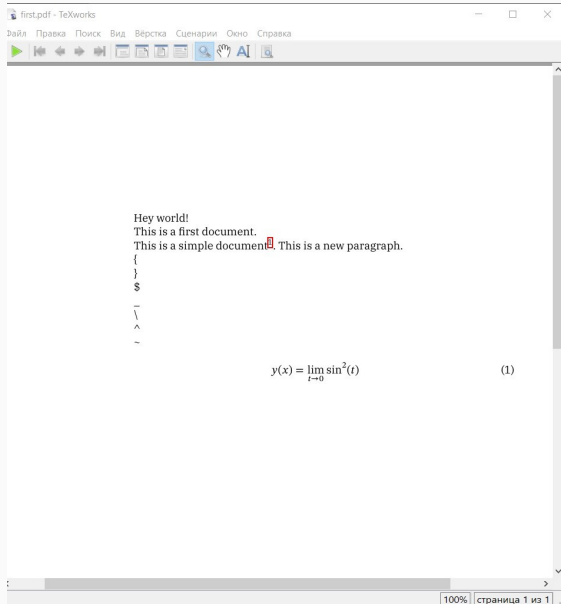 first.pdf - TeXworks
Файл Правка Поиск Вид Вёрстка Сценарии Окно Справка
Hey world!
This is a first document.
This is a simple document1. This is a new paragraph.
{
}
$
_
\
^
~
y(x) = lim t→0 sin²(t) (1)
100% страница 1 из 1